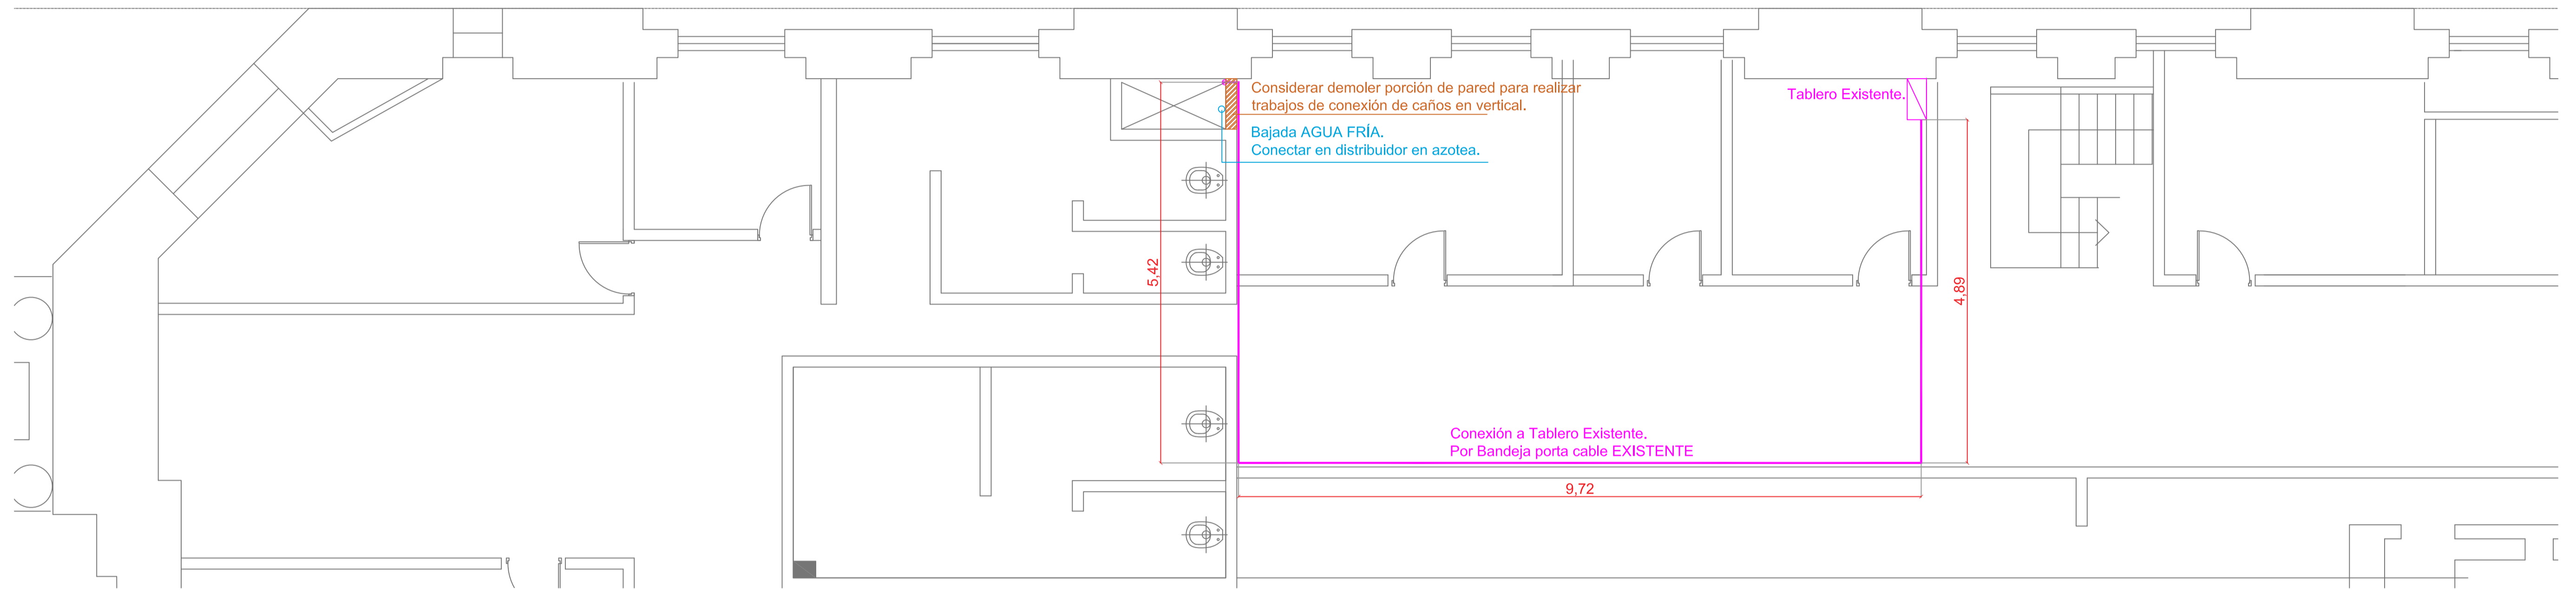 Considerar demoler porción de pared para realizar
trabajos de conexión de caños en vertical.
Bajada AGUA FRÍA.
Conectar en distribuidor en azotea.
Tablero Existente.
5,42
4,89
Conexión a Tablero Existente.
Por Bandeja porta cable EXISTENTE
9,72